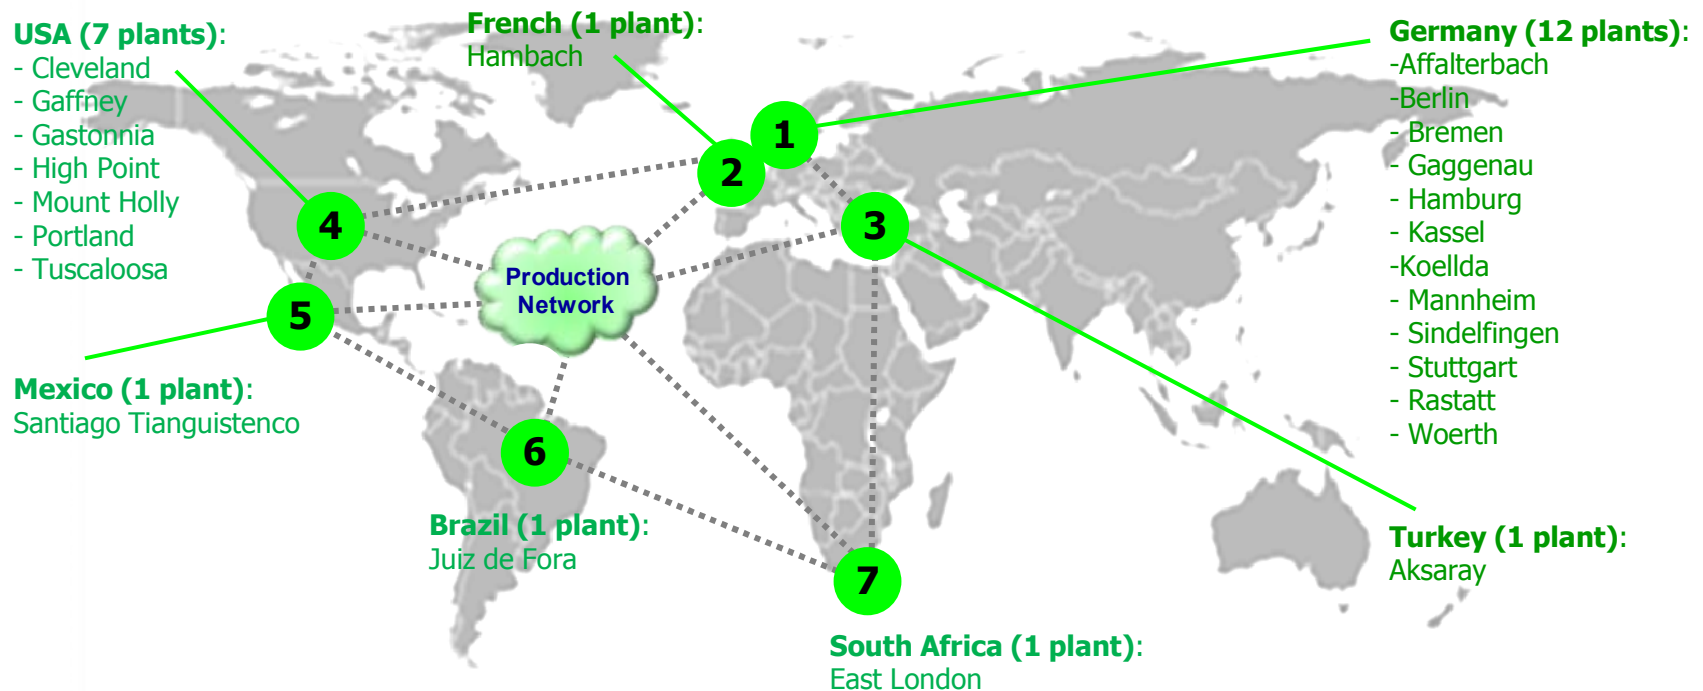 USA (7 plants):
- Cleveland
- Gaffney
- Gastonnia
- High Point
- Mount Holly
- Portland
- Tuscaloosa
French (1 plant):
Hambach
Germany (12 plants):
-Affalterbach
-Berlin
- Bremen
- Gaggenau
- Hamburg
- Kassel
-Koellda
- Mannheim
- Sindelfingen
- Stuttgart
- Rastatt
- Woerth
1
2
3
4
5
6
7
Production
Network
Mexico (1 plant):
Santiago Tianguistenco
Brazil (1 plant):
Juiz de Fora
Turkey (1 plant):
Aksaray
South Africa (1 plant):
East London